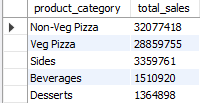 product_category total_sales
Non-Veg Pizza 32077418
Veg Pizza 28859755
Sides 3359761
Beverages 1510920
Desserts 1364898